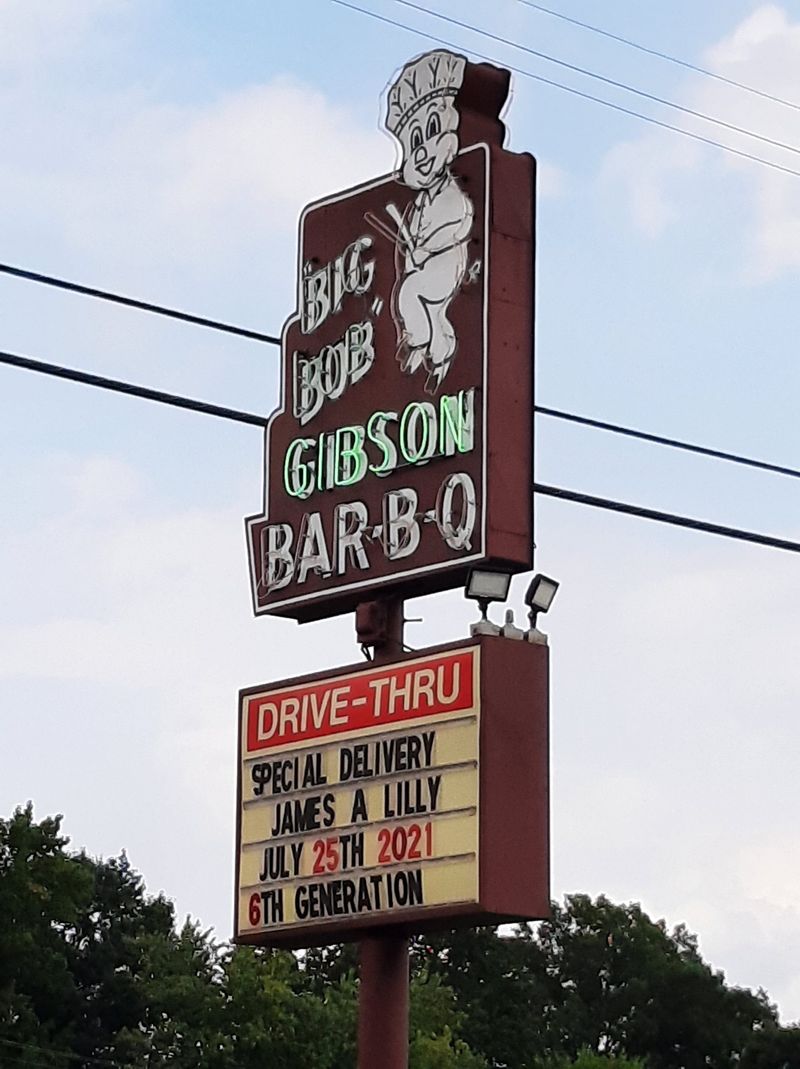 "BIG
BOB"
GIBSON
BAR-B-Q
DRIVE-THRU
SPECIAL DELIVERY
JAMES A LILLY
JULY 25TH 2021
6TH GENERATION